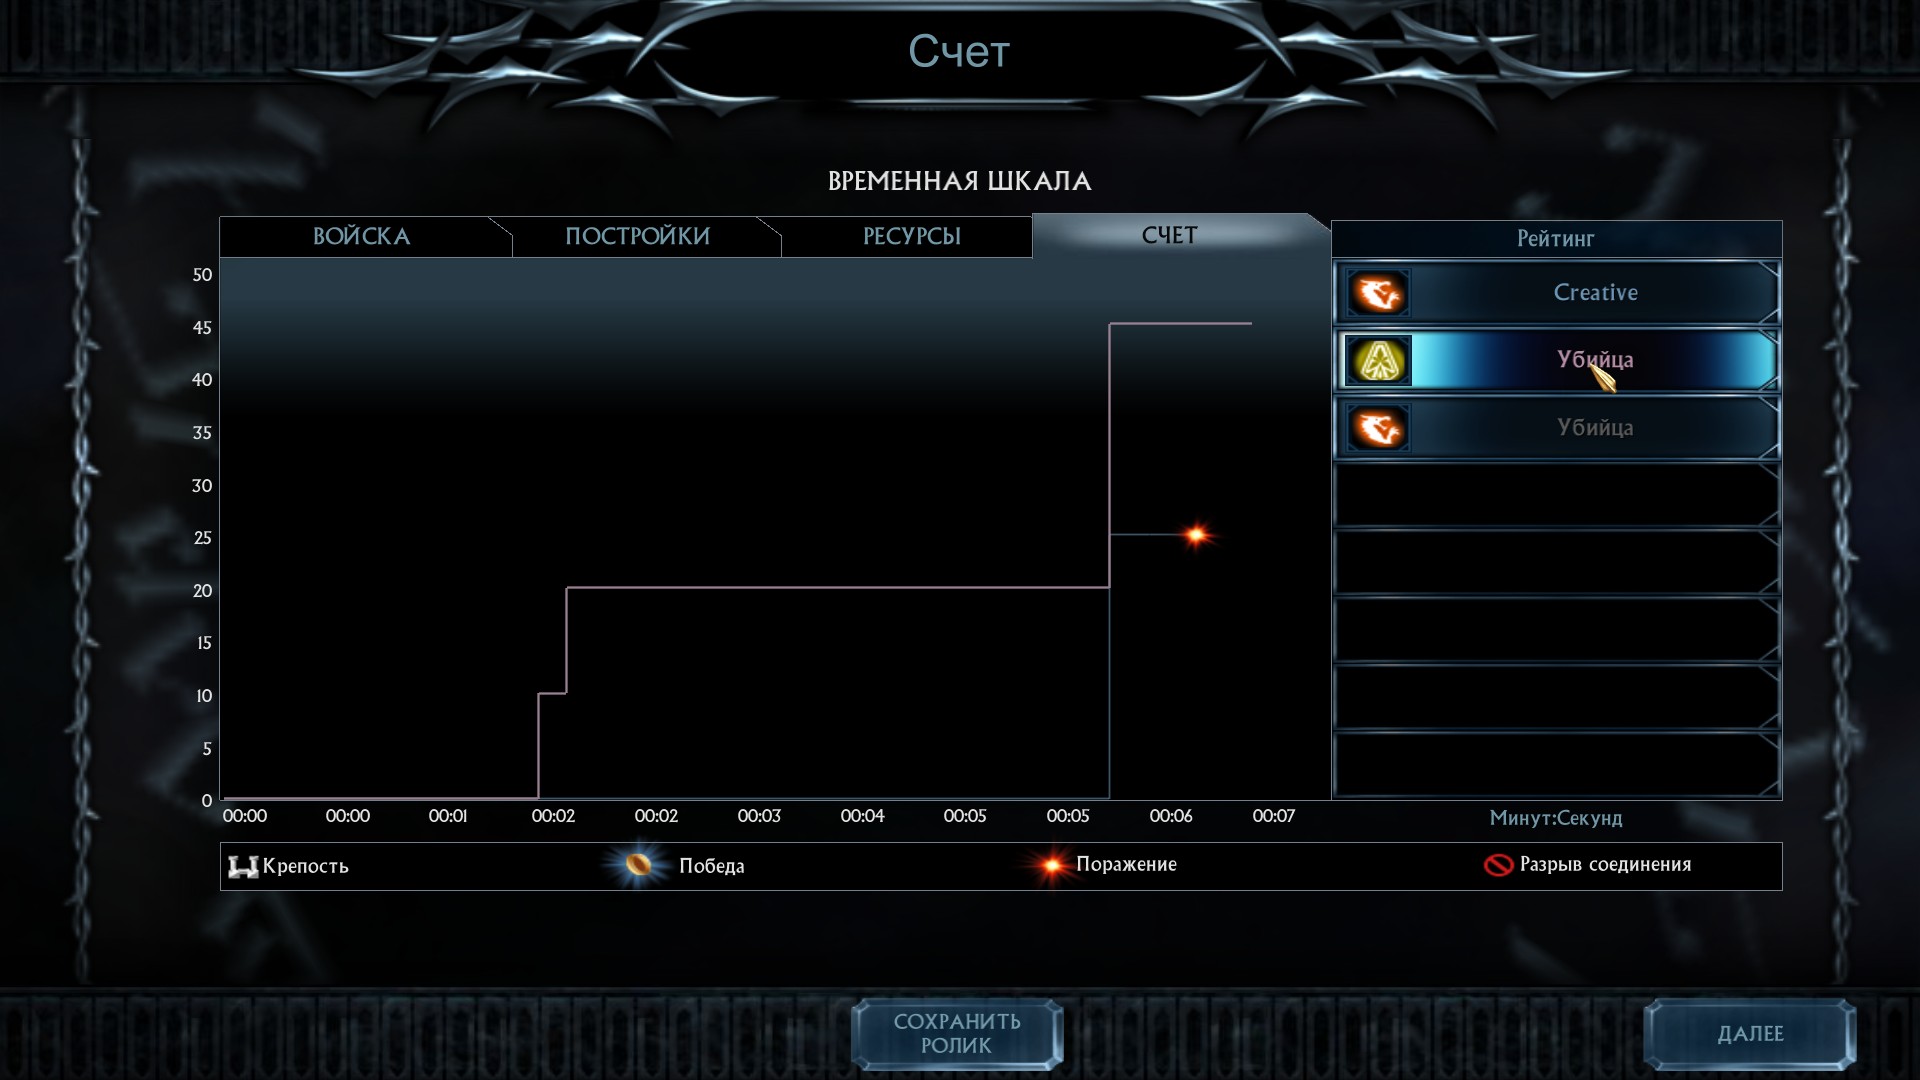 Счет
ВРЕМЕННАЯ ШКАЛА
ВОЙСКА
ПОСТРОЙКИ
РЕСУРСЫ
СЧЕТ
Рейтинг
Creative
Убийца
Убийца
50
45
40
35
30
25
20
15
10
5
0
00:00 00:00 00:01 00:02 00:02 00:03 00:04 00:05 00:05 00:06 00:07
Минут:Секунд
Крепость
Победа
Поражение
Разрыв соединения
СОХРАНИТЬ
РОЛИК
ДАЛЕЕ